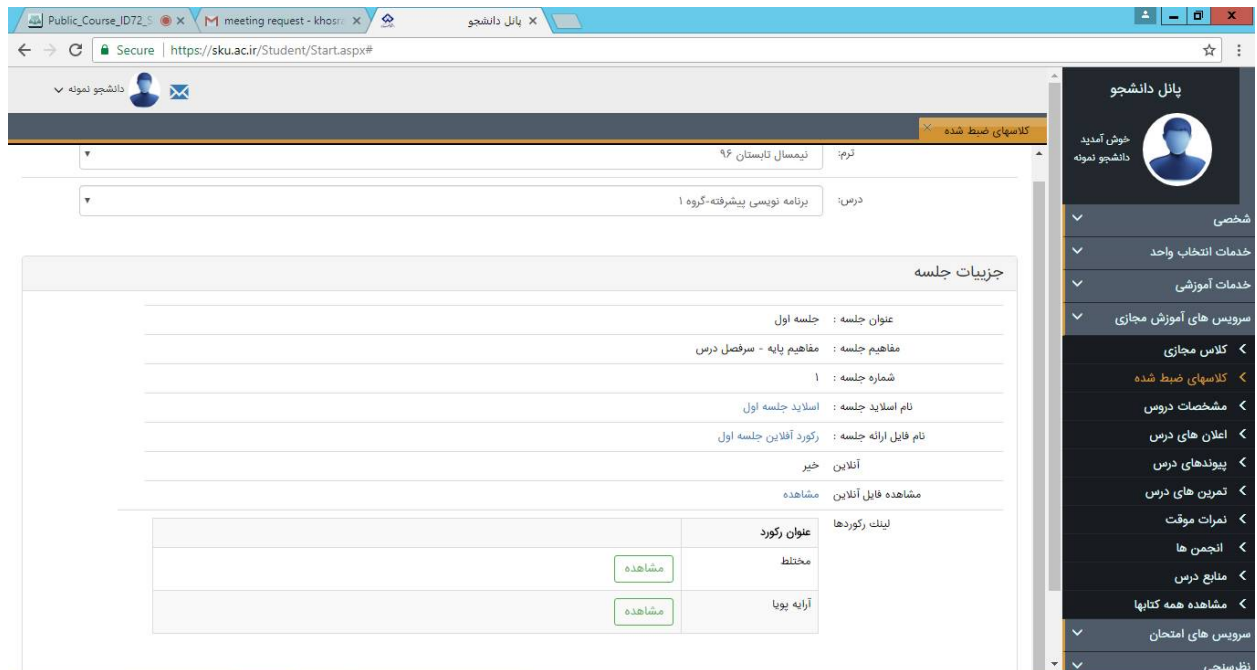 Public_Course_ID72_S
meeting request - khosra
پانل دانشجو
Secure | https://sku.ac.ir/Student/Start.aspx#
دانشجو نمونه
کلاسهای ضبط شده
ترم:
نیمسال تابستان ۹۶
درس:
برنامه نویسی پیشرفته-گروه ۱
جزییات جلسه
عنوان جلسه : جلسه اول
مفاهیم جلسه : مفاهیم پایه - سرفصل درس
شماره جلسه : ۱
نام اسلاید جلسه : اسلاید جلسه اول
نام فایل ارائه جلسه : رکورد آفلاین جلسه اول
آنلاین خیر
مشاهده فایل آنلاین مشاهده
لینك رکوردها
عنوان رکورد
مختلط مشاهده
آرایه پویا مشاهده
پانل دانشجو
خوش آمدید
دانشجو نمونه
شخصی
خدمات انتخاب واحد
خدمات آموزشی
سرویس های آموزش مجازی
کلاس مجازی
کلاسهای ضبط شده
مشخصات دروس
اعلان های درس
پیوندهای درس
تمرین های درس
نمرات موقت
انجمن ها
منابع درس
مشاهده همه کتابها
سرویس های امتحان
نظرسنجی